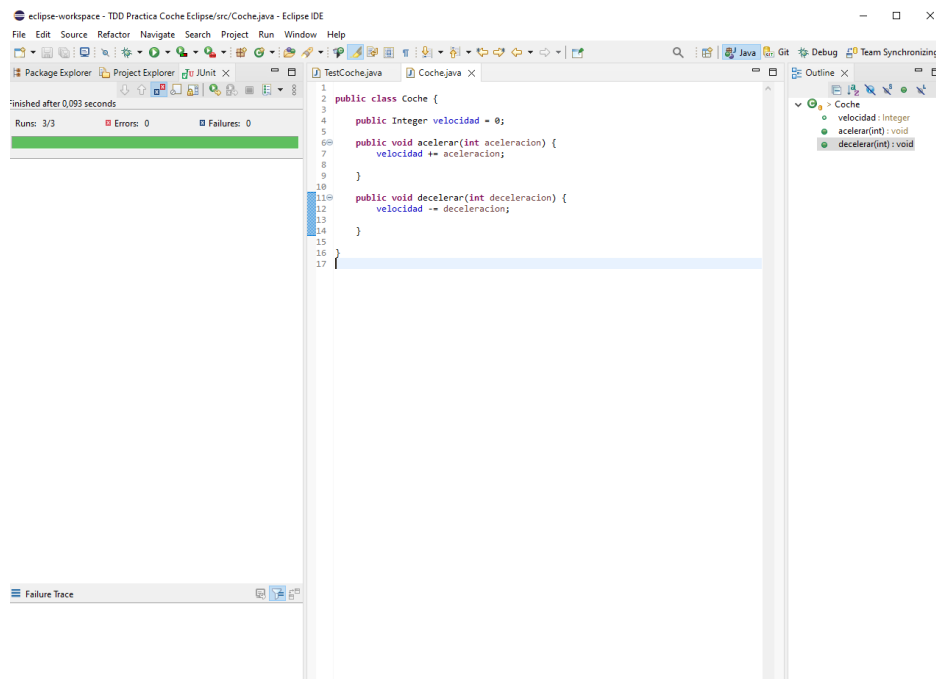 eclipse-workspace - TDD Practica Coche Eclipse/src/Coche.java - Eclipse IDE
File Edit Source Refactor Navigate Search Project Run Window Help
Java Git Debug Team Synchronizing
Package Explorer Project Explorer JUnit
Finished after 0,093 seconds
Runs: 3/3 Errors: 0 Failures: 0
Failure Trace
TestCoche.java Coche.java
1
2 public class Coche {
3
4 public Integer velocidad = 0;
5
6 public void acelerar(int aceleracion) {
7 velocidad += aceleracion;
8
9 }
10
11 public void decelerar(int deceleracion) {
12 velocidad -= deceleracion;
13
14 }
15
16 }
17
Outline
> Coche
velocidad : Integer
acelerar(int) : void
decelerar(int) : void